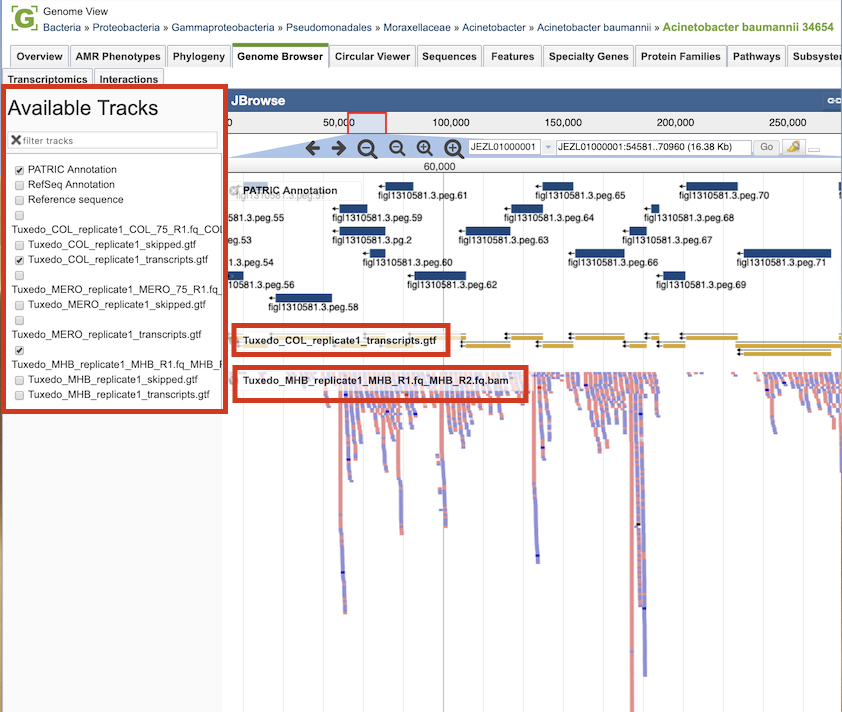 Genome View
Bacteria » Proteobacteria » Gammaproteobacteria » Pseudomonadales » Moraxellaceae » Acinetobacter » Acinetobacter baumannii » Acinetobacter baumannii 34654
Overview AMR Phenotypes Phylogeny Genome Browser Circular Viewer Sequences Features Specialty Genes Protein Families Pathways Subsyste
Transcriptomics Interactions
Available Tracks
filter tracks
PATRIC Annotation
RefSeq Annotation
Reference sequence
Tuxedo_COL_replicate1_COL_75_R1.fq_COL
Tuxedo_COL_replicate1_skipped.gtf
Tuxedo_COL_replicate1_transcripts.gtf
Tuxedo_MERO_replicate1_MERO_75_R1.fq_
Tuxedo_MERO_replicate1_skipped.gtf
Tuxedo_MERO_replicate1_transcripts.gtf
Tuxedo_MHB_replicate1_MHB_R1.fq_MHB_F
Tuxedo_MHB_replicate1_skipped.gtf
Tuxedo_MHB_replicate1_transcripts.gtf
JBrowse
0 50,000 100,000 150,000 200,000 250,000
JEZL01000001 JEZL01000001:54581..70960 (16.38 Kb) Go
60,000
PATRIC Annotation
fig|1310581.3.peg.61 fig|1310581.3.peg.65 fig|1310581.3.peg.70
581.3.peg.55 fig|1310581.3.peg.59 fig|1310581.3.peg.64 fig|1310581.3.peg.68
eg.53 fig|1310581.3.pg.2 fig|1310581.3.peg.63 fig|1310581.3.peg.67
.3.peg.54 fig|1310581.3.peg.60 fig|1310581.3.peg.66 fig|1310581.3.peg.71
1.3.peg.56 fig|1310581.3.peg.62 fig|1310581.3.peg.69
fig|1310581.3.peg.58
Tuxedo_COL_replicate1_transcripts.gtf
Tuxedo_MHB_replicate1_MHB_R1.fq_MHB_R2.fq.bam